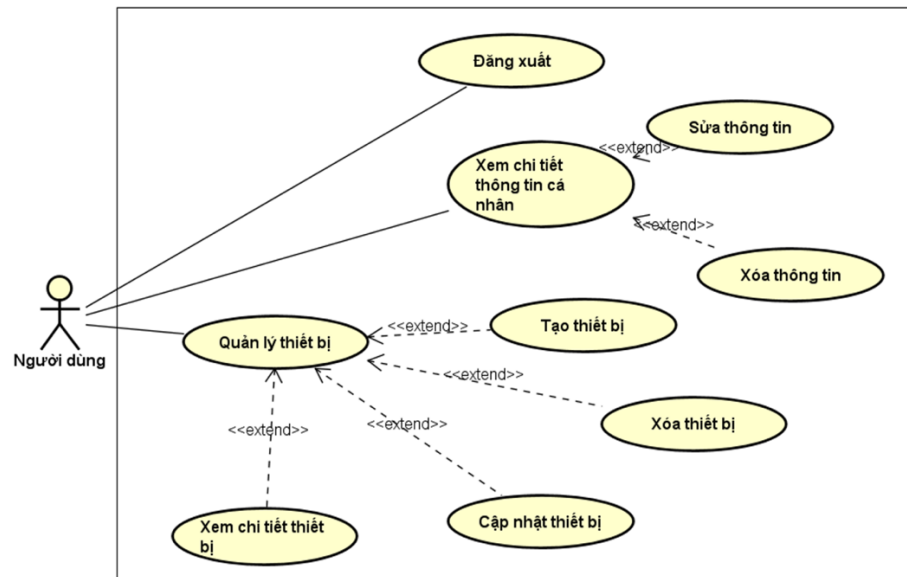 Đăng xuất
Sửa thông tin
<<extend>>
Xem chi tiết
thông tin cá
nhân
<<extend>>
Xóa thông tin
Người dùng
Quản lý thiết bị
<<extend>>
Tạo thiết bị
<<extend>>
Xóa thiết bị
<<extend>>
<<extend>>
Xem chi tiết thiết
bị
Cập nhật thiết bị